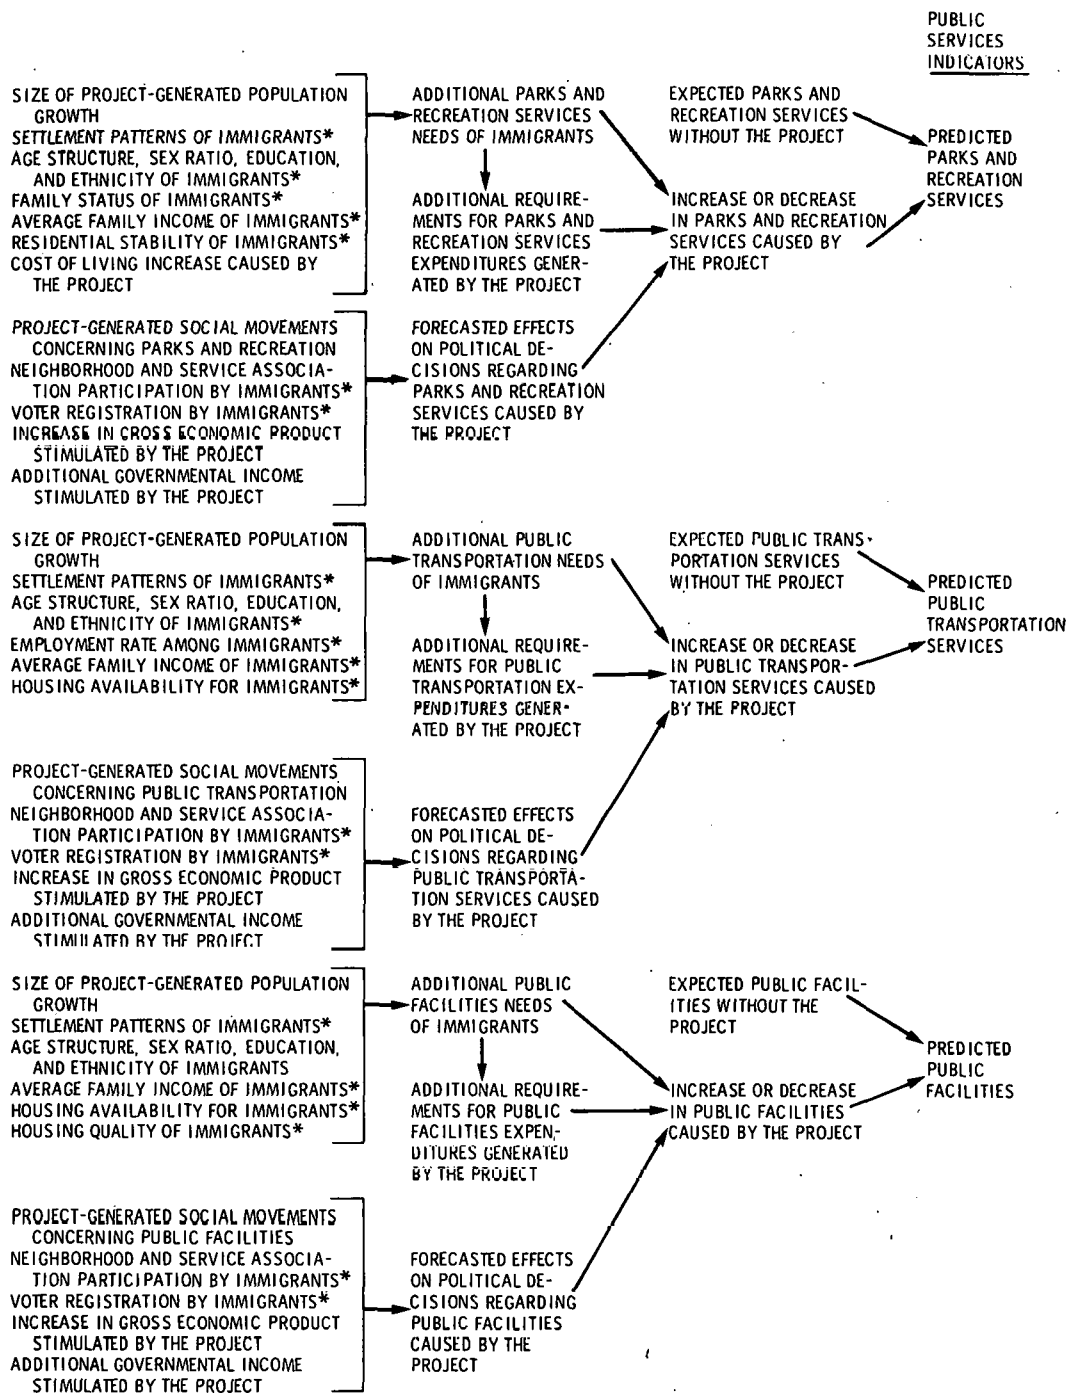 PUBLIC
SERVICES
INDICATORS
SIZE OF PROJECT-GENERATED POPULATION
GROWTH
SETTLEMENT PATTERNS OF IMMIGRANTS*
AGE STRUCTURE, SEX RATIO, EDUCATION,
AND ETHNICITY OF IMMIGRANTS*
FAMILY STATUS OF IMMIGRANTS*
AVERAGE FAMILY INCOME OF IMMIGRANTS*
RESIDENTIAL STABILITY OF IMMIGRANTS*
COST OF LIVING INCREASE CAUSED BY
THE PROJECT
ADDITIONAL PARKS AND
RECREATION SERVICES
NEEDS OF IMMIGRANTS
ADDITIONAL REQUIRE-
MENTS FOR PARKS AND
RECREATION SERVICES
EXPENDITURES GENER-
ATED BY THE PROJECT
EXPECTED PARKS AND
RECREATION SERVICES
WITHOUT THE PROJECT
INCREASE OR DECREASE
IN PARKS AND RECREATION
SERVICES CAUSED BY
THE PROJECT
PREDICTED
PARKS AND
RECREATION
SERVICES
PROJECT-GENERATED SOCIAL MOVEMENTS
CONCERNING PARKS AND RECREATION
NEIGHBORHOOD AND SERVICE ASSOCIA-
TION PARTICIPATION BY IMMIGRANTS*
VOTER REGISTRATION BY IMMIGRANTS*
INCREASE IN GROSS ECONOMIC PRODUCT
STIMULATED BY THE PROJECT
ADDITIONAL GOVERNMENTAL INCOME
STIMULATED BY THE PROJECT
FORECASTED EFFECTS
ON POLITICAL DE-
CISIONS REGARDING
PARKS AND RECREATION
SERVICES CAUSED BY
THE PROJECT
SIZE OF PROJECT-GENERATED POPULATION
GROWTH
SETTLEMENT PATTERNS OF IMMIGRANTS*
AGE STRUCTURE, SEX RATIO, EDUCATION,
AND ETHNICITY OF IMMIGRANTS*
EMPLOYMENT RATE AMONG IMMIGRANTS*
AVERAGE FAMILY INCOME OF IMMIGRANTS*
HOUSING AVAILABILITY FOR IMMIGRANTS*
ADDITIONAL PUBLIC
TRANSPORTATION NEEDS
OF IMMIGRANTS
ADDITIONAL REQUIRE-
MENTS FOR PUBLIC
TRANSPORTATION EX-
PENDITURES GENER-
ATED BY THE PROJECT
EXPECTED PUBLIC TRANS-
PORTATION SERVICES
WITHOUT THE PROJECT
INCREASE OR DECREASE
IN PUBLIC TRANSPOR-
TATION SERVICES CAUSED
BY THE PROJECT
PREDICTED
PUBLIC
TRANSPORTATION
SERVICES
PROJECT-GENERATED SOCIAL MOVEMENTS
CONCERNING PUBLIC TRANSPORTATION
NEIGHBORHOOD AND SERVICE ASSOCIA-
TION PARTICIPATION BY IMMIGRANTS*
VOTER REGISTRATION BY IMMIGRANTS*
INCREASE IN GROSS ECONOMIC PRODUCT
STIMULATED BY THE PROJECT
ADDITIONAL GOVERNMENTAL INCOME
STIMULATED BY THE PROJECT
FORECASTED EFFECTS
ON POLITICAL DE-
CISIONS REGARDING
PUBLIC TRANSPORTA-
TION SERVICES CAUSED
BY THE PROJECT
SIZE OF PROJECT-GENERATED POPULATION
GROWTH
SETTLEMENT PATTERNS OF IMMIGRANTS*
AGE STRUCTURE, SEX RATIO, EDUCATION,
AND ETHNICITY OF IMMIGRANTS
AVERAGE FAMILY INCOME OF IMMIGRANTS*
HOUSING AVAILABILITY FOR IMMIGRANTS*
HOUSING QUALITY OF IMMIGRANTS*
ADDITIONAL PUBLIC
FACILITIES NEEDS
OF IMMIGRANTS
ADDITIONAL REQUIRE-
MENTS FOR PUBLIC
FACILITIES EXPEN-
DITURES GENERATED
BY THE PROJECT
EXPECTED PUBLIC FACIL-
ITIES WITHOUT THE
PROJECT
INCREASE OR DECREASE
IN PUBLIC FACILITIES
CAUSED BY THE PROJECT
PREDICTED
PUBLIC
FACILITIES
PROJECT-GENERATED SOCIAL MOVEMENTS
CONCERNING PUBLIC FACILITIES
NEIGHBORHOOD AND SERVICE ASSOCIA-
TION PARTICIPATION BY IMMIGRANTS*
VOTER REGISTRATION BY IMMIGRANTS*
INCREASE IN GROSS ECONOMIC PRODUCT
STIMULATED BY THE PROJECT
ADDITIONAL GOVERNMENTAL INCOME
STIMULATED BY THE PROJECT
FORECASTED EFFECTS
ON POLITICAL DE-
CISIONS REGARDING
PUBLIC FACILITIES
CAUSED BY THE
PROJECT